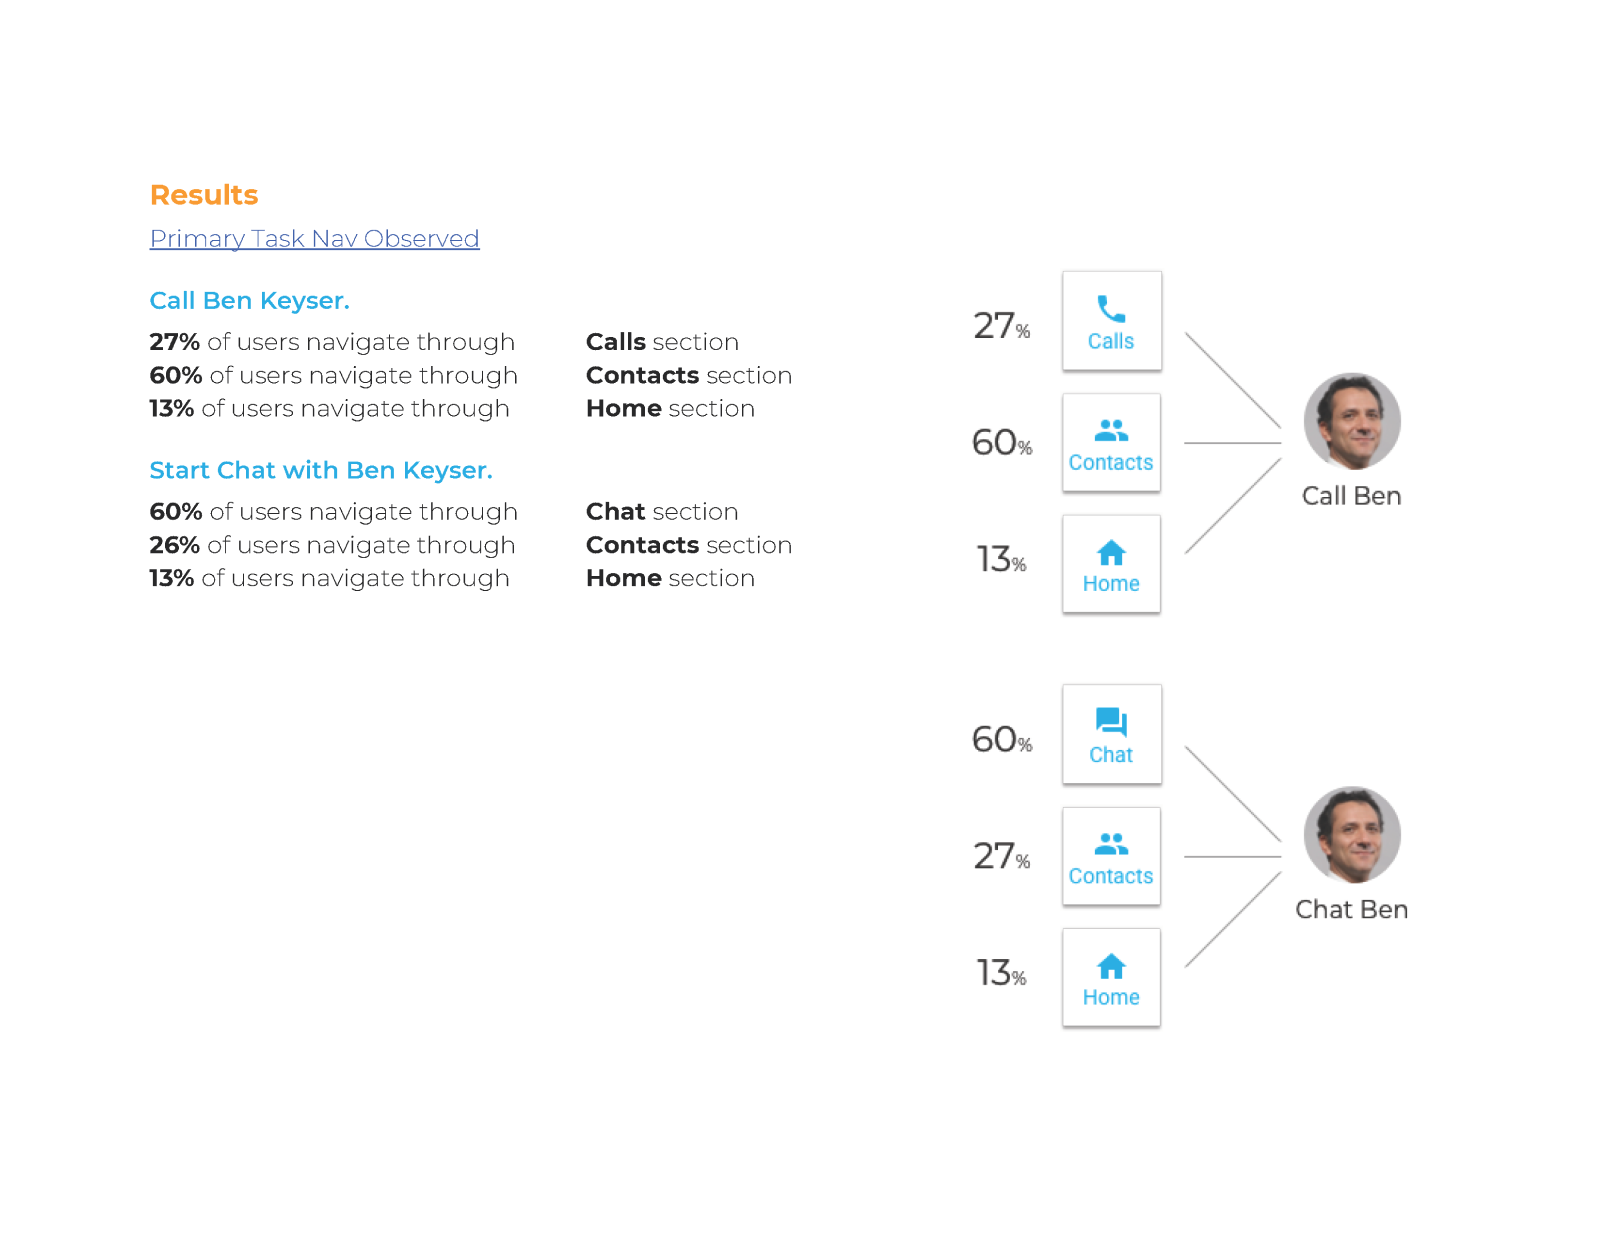 Results
Primary Task Nav Observed
Call Ben Keyser.
27% of users navigate through Calls section
60% of users navigate through Contacts section
13% of users navigate through Home section
Start Chat with Ben Keyser.
60% of users navigate through Chat section
26% of users navigate through Contacts section
13% of users navigate through Home section
27%
Calls
60%
Contacts
13%
Home
Call Ben
60%
Chat
27%
Contacts
13%
Home
Chat Ben